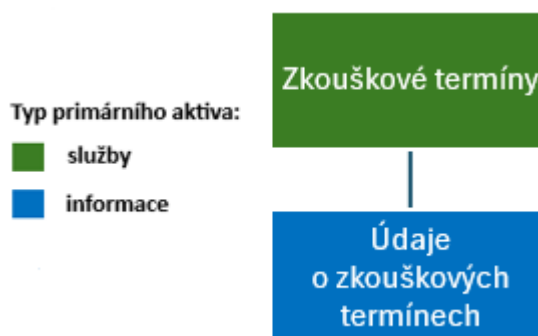 Zkouškové termíny
Typ primárního aktiva:
služby
informace
Údaje
o zkouškových
termínech